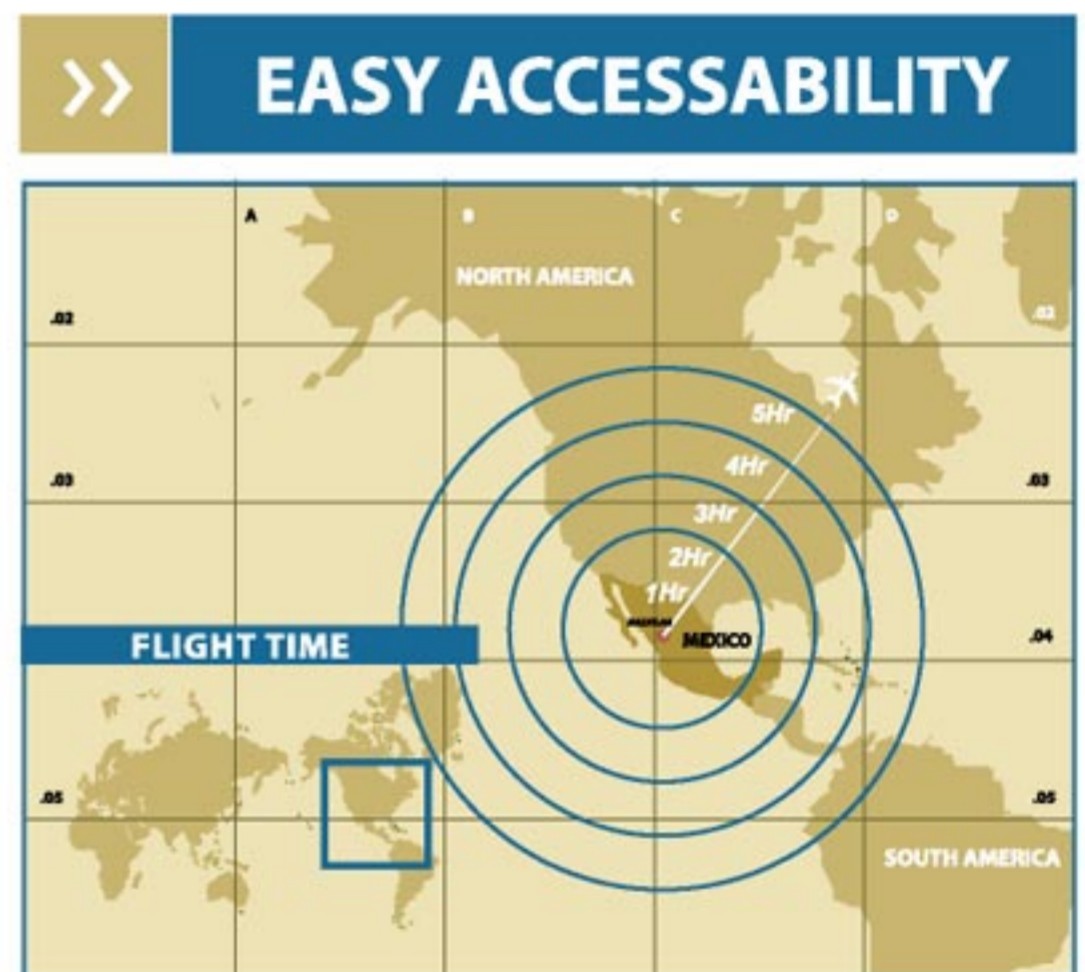 EASY ACCESSABILITY
A B C D
NORTH AMERICA
.02 .02
5Hr
4Hr
.03 .03
3Hr
2Hr
1Hr
MEXICO
.04
FLIGHT TIME
.05 .05
SOUTH AMERICA